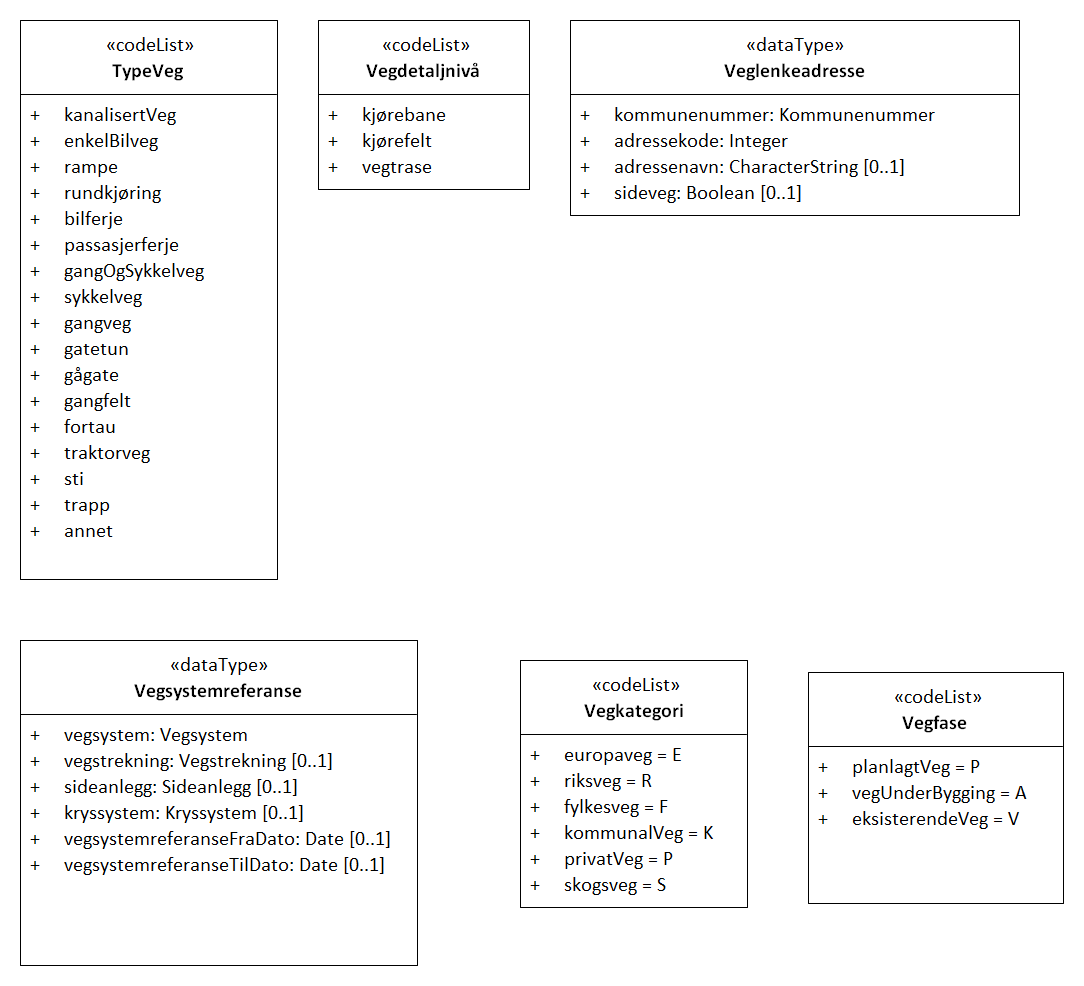 «codeList»
TypeVeg
+ kanalisertVeg
+ enkelBilveg
+ rampe
+ rundkjøring
+ bilferje
+ passasjerferje
+ gangOgSykkelveg
+ sykkelveg
+ gangveg
+ gatetun
+ gågate
+ gangfelt
+ fortau
+ traktorveg
+ sti
+ trapp
+ annet
«codeList»
Vegdetaljnivå
+ kjørebane
+ kjørefelt
+ vegtrase
«dataType»
Veglenkeadresse
+ kommunenummer: Kommunenummer
+ adressekode: Integer
+ adressenavn: CharacterString [0..1]
+ sideveg: Boolean [0..1]
«dataType»
Vegsystemreferanse
+ vegsystem: Vegsystem
+ vegstrekning: Vegstrekning [0..1]
+ sideanlegg: Sideanlegg [0..1]
+ kryssystem: Kryssystem [0..1]
+ vegsystemreferanseFraDato: Date [0..1]
+ vegsystemreferanseTilDato: Date [0..1]
«codeList»
Vegkategori
+ europaveg = E
+ riksveg = R
+ fylkesveg = F
+ kommunalVeg = K
+ privatVeg = P
+ skogsveg = S
«codeList»
Vegfase
+ planlagtVeg = P
+ vegUnderBygging = A
+ eksisterendeVeg = V